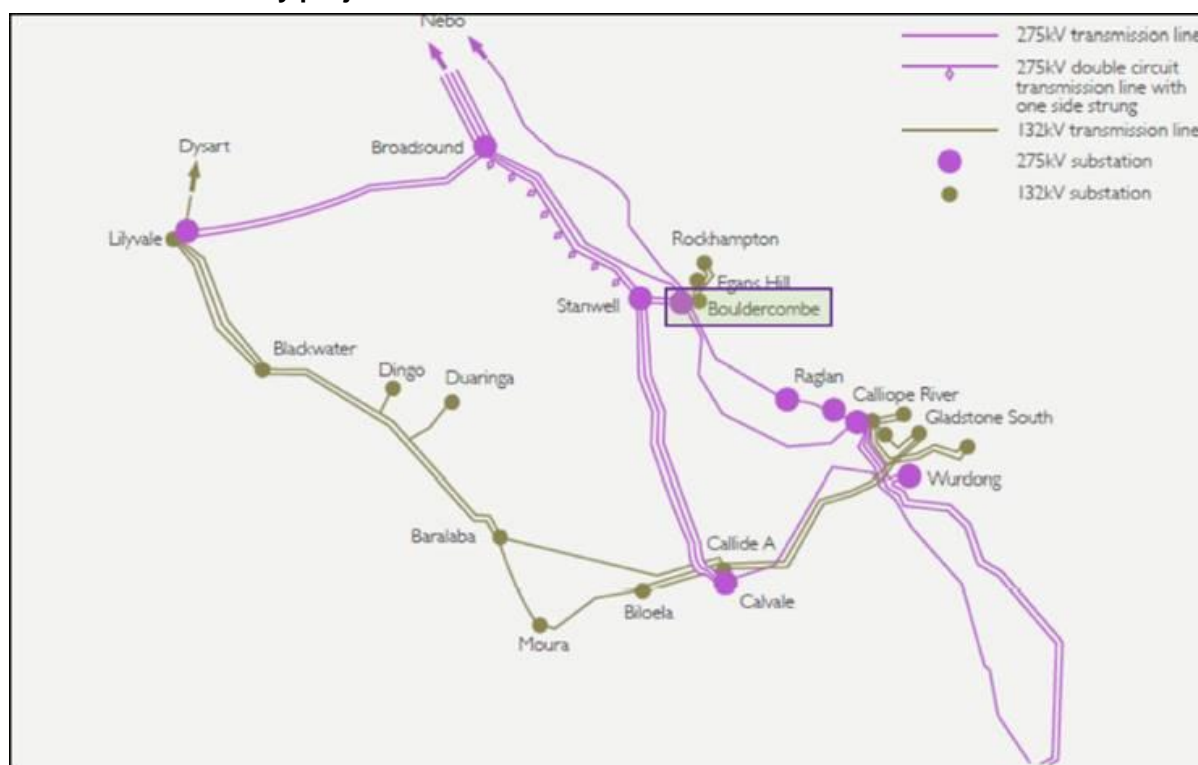 Nebo
275kV transmission line
275kV double circuit
transmission line with
one side strung
132kV transmission line
275kV substation
132kV substation
Dysart
Broadsound
Lilyvale
Rockhampton
Egans Hill
Bouldercombe
Stanwell
Blackwater
Dingo
Duaringa
Raglan
Calliope River
Gladstone South
Wurdong
Baralaba
Callide A
Biloela
Calvale
Moura